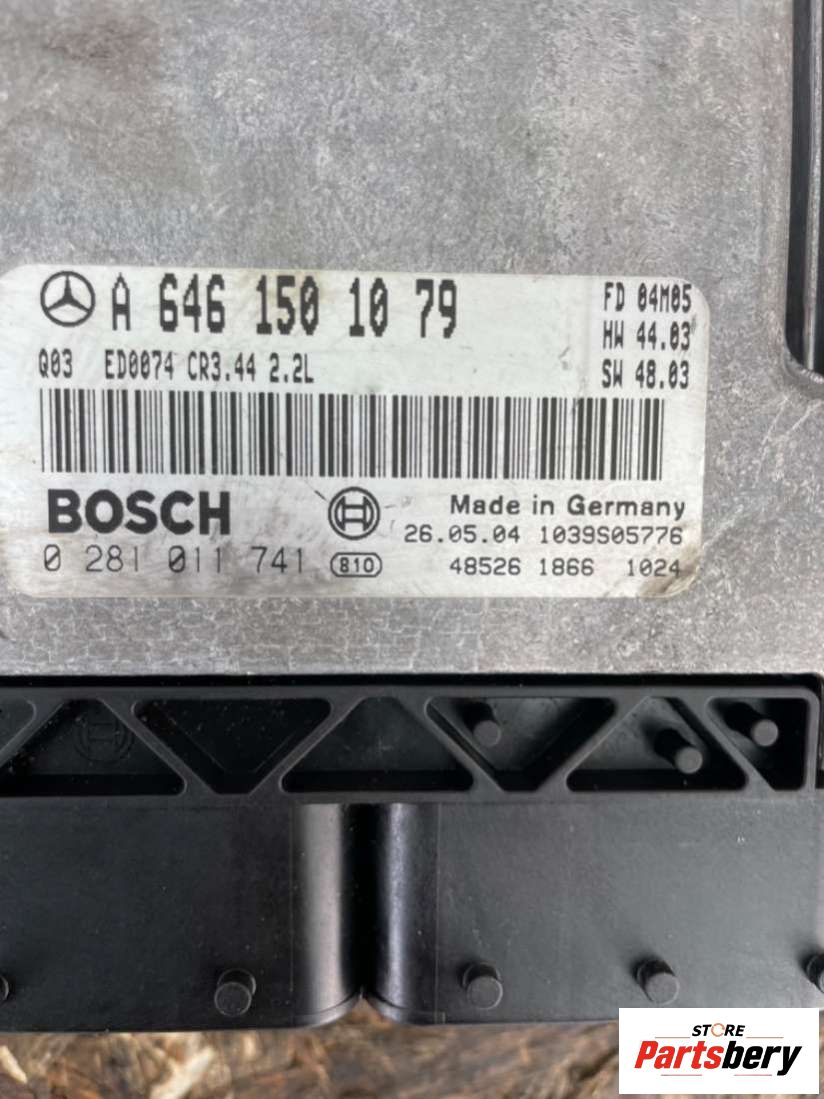 A 646 150 10 79
FD 04M05
HW 44.03
Q03 ED0074 CR3.44 2.2L
SW 48.03
BOSCH
Made in Germany
26.05.04 1039S05776
0 281 011 741 810
48526 1866 1024
STORE
Partsbery